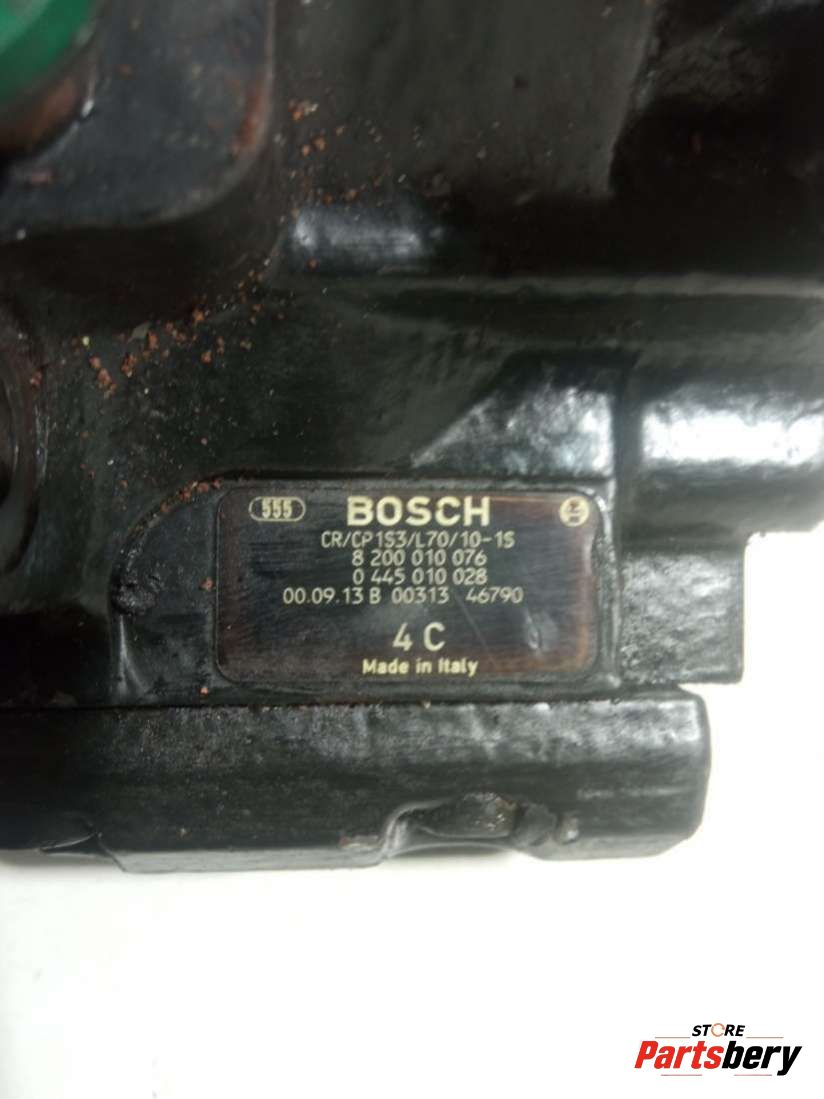 555 BOSCH
CR/CP1S3/L70/10-1S
8 200 010 076
0 445 010 028
00.09.13 B 00313 46790
4 C
Made in Italy
STORE
Partsbery